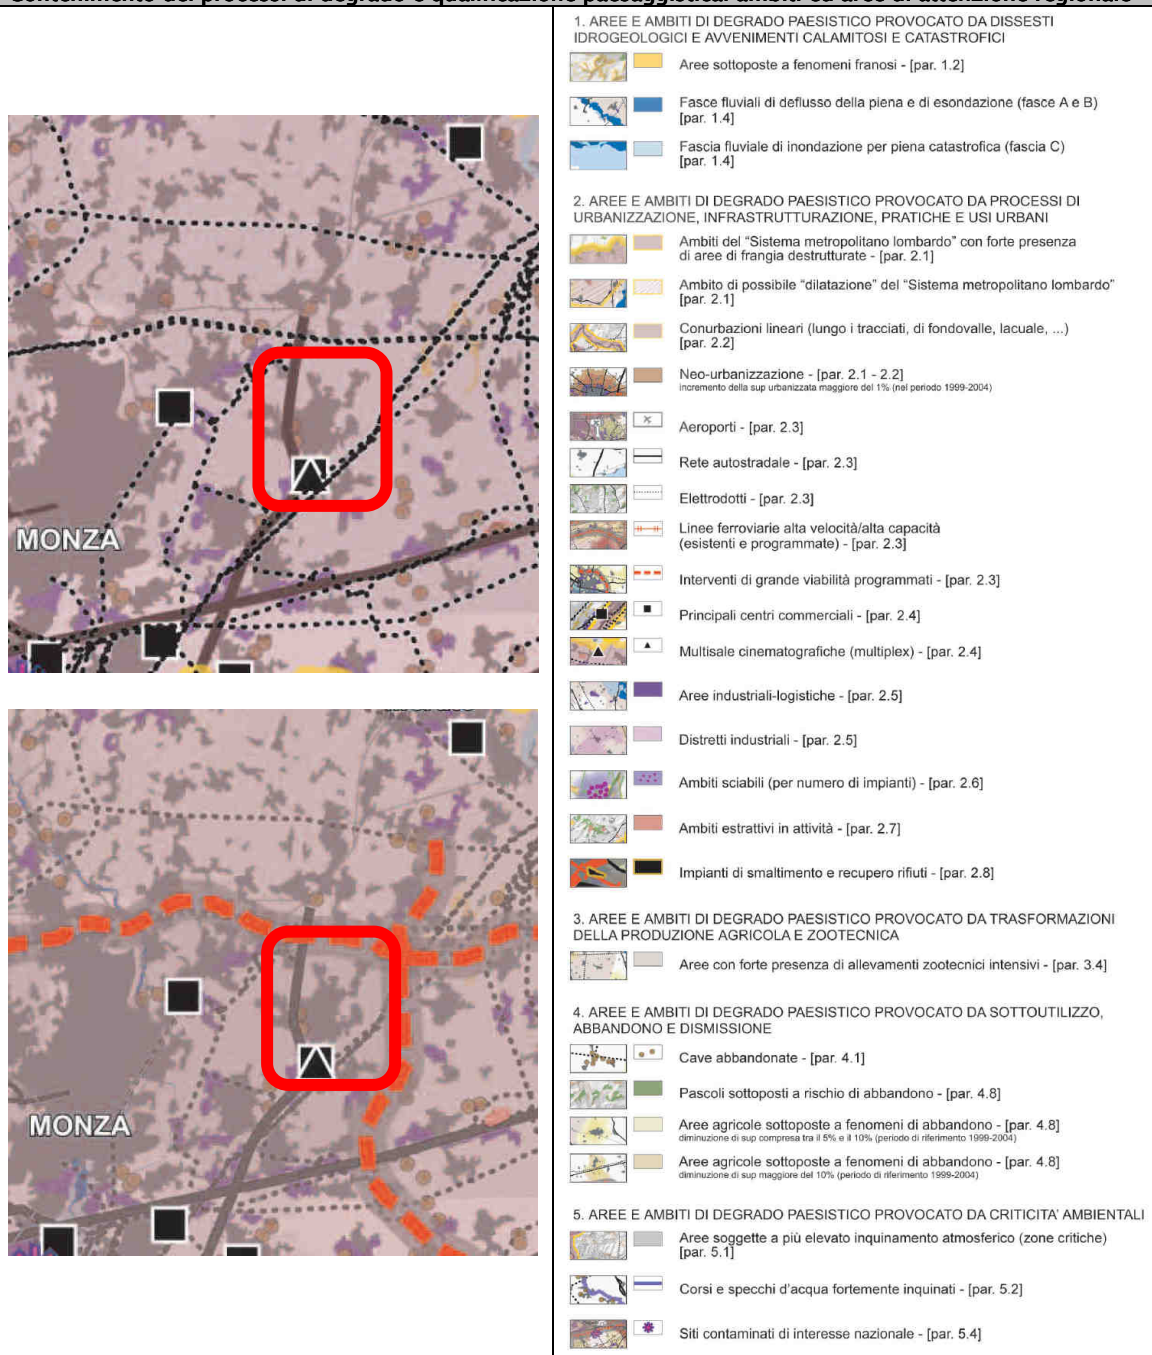 Contenimento dei processi di degrado e qualificazione paesaggistica: ambiti ed aree di attenzione regionale
1. AREE E AMBITI DI DEGRADO PAESISTICO PROVOCATO DA DISSESTI
IDROGEOLOGICI E AVVENIMENTI CALAMITOSI E CATASTROFICI
Aree sottoposte a fenomeni franosi - [par. 1.2]
Fasce fluviali di deflusso della piena e di esondazione (fasce A e B)
[par. 1.4]
Fascia fluviale di inondazione per piena catastrofica (fascia C)
[par. 1.4]
2. AREE E AMBITI DI DEGRADO PAESISTICO PROVOCATO DA PROCESSI DI
URBANIZZAZIONE, INFRASTRUTTURAZIONE, PRATICHE E USI URBANI
Ambiti del "Sistema metropolitano lombardo" con forte presenza
di aree di frangia destrutturate - [par. 2.1]
Ambito di possibile "dilatazione" del "Sistema metropolitano lombardo"
[par. 2.1]
Conurbazioni lineari (lungo i tracciati, di fondovalle, lacuale, ...)
[par. 2.2]
Neo-urbanizzazione - [par. 2.1 - 2.2]
incremento della sup urbanizzata maggiore del 1% (nel periodo 1999-2004)
Aeroporti - [par. 2.3]
Rete autostradale - [par. 2.3]
Elettrodotti - [par. 2.3]
Linee ferroviarie alta velocità/alta capacità
(esistenti e programmate) - [par. 2.3]
Interventi di grande viabilità programmati - [par. 2.3]
Principali centri commerciali - [par. 2.4]
Multisale cinematografiche (multiplex) - [par. 2.4]
Aree industriali-logistiche - [par. 2.5]
Distretti industriali - [par. 2.5]
Ambiti sciabili (per numero di impianti) - [par. 2.6]
Ambiti estrattivi in attività - [par. 2.7]
Impianti di smaltimento e recupero rifiuti - [par. 2.8]
3. AREE E AMBITI DI DEGRADO PAESISTICO PROVOCATO DA TRASFORMAZIONI
DELLA PRODUZIONE AGRICOLA E ZOOTECNICA
Aree con forte presenza di allevamenti zootecnici intensivi - [par. 3.4]
4. AREE E AMBITI DI DEGRADO PAESISTICO PROVOCATO DA SOTTOUTILIZZO,
ABBANDONO E DISMISSIONE
Cave abbandonate - [par. 4.1]
Pascoli sottoposti a rischio di abbandono - [par. 4.8]
Aree agricole sottoposte a fenomeni di abbandono - [par. 4.8]
diminuzione di sup compresa tra il 5% e il 10% (periodo di riferimento 1999-2004)
Aree agricole sottoposte a fenomeni di abbandono - [par. 4.8]
diminuzione di sup maggiore del 10% (periodo di riferimento 1999-2004)
5. AREE E AMBITI DI DEGRADO PAESISTICO PROVOCATO DA CRITICITA' AMBIENTALI
Aree soggette a più elevato inquinamento atmosferico (zone critiche)
[par. 5.1]
Corsi e specchi d'acqua fortemente inquinati - [par. 5.2]
Siti contaminati di interesse nazionale - [par. 5.4]
MONZA
MONZA